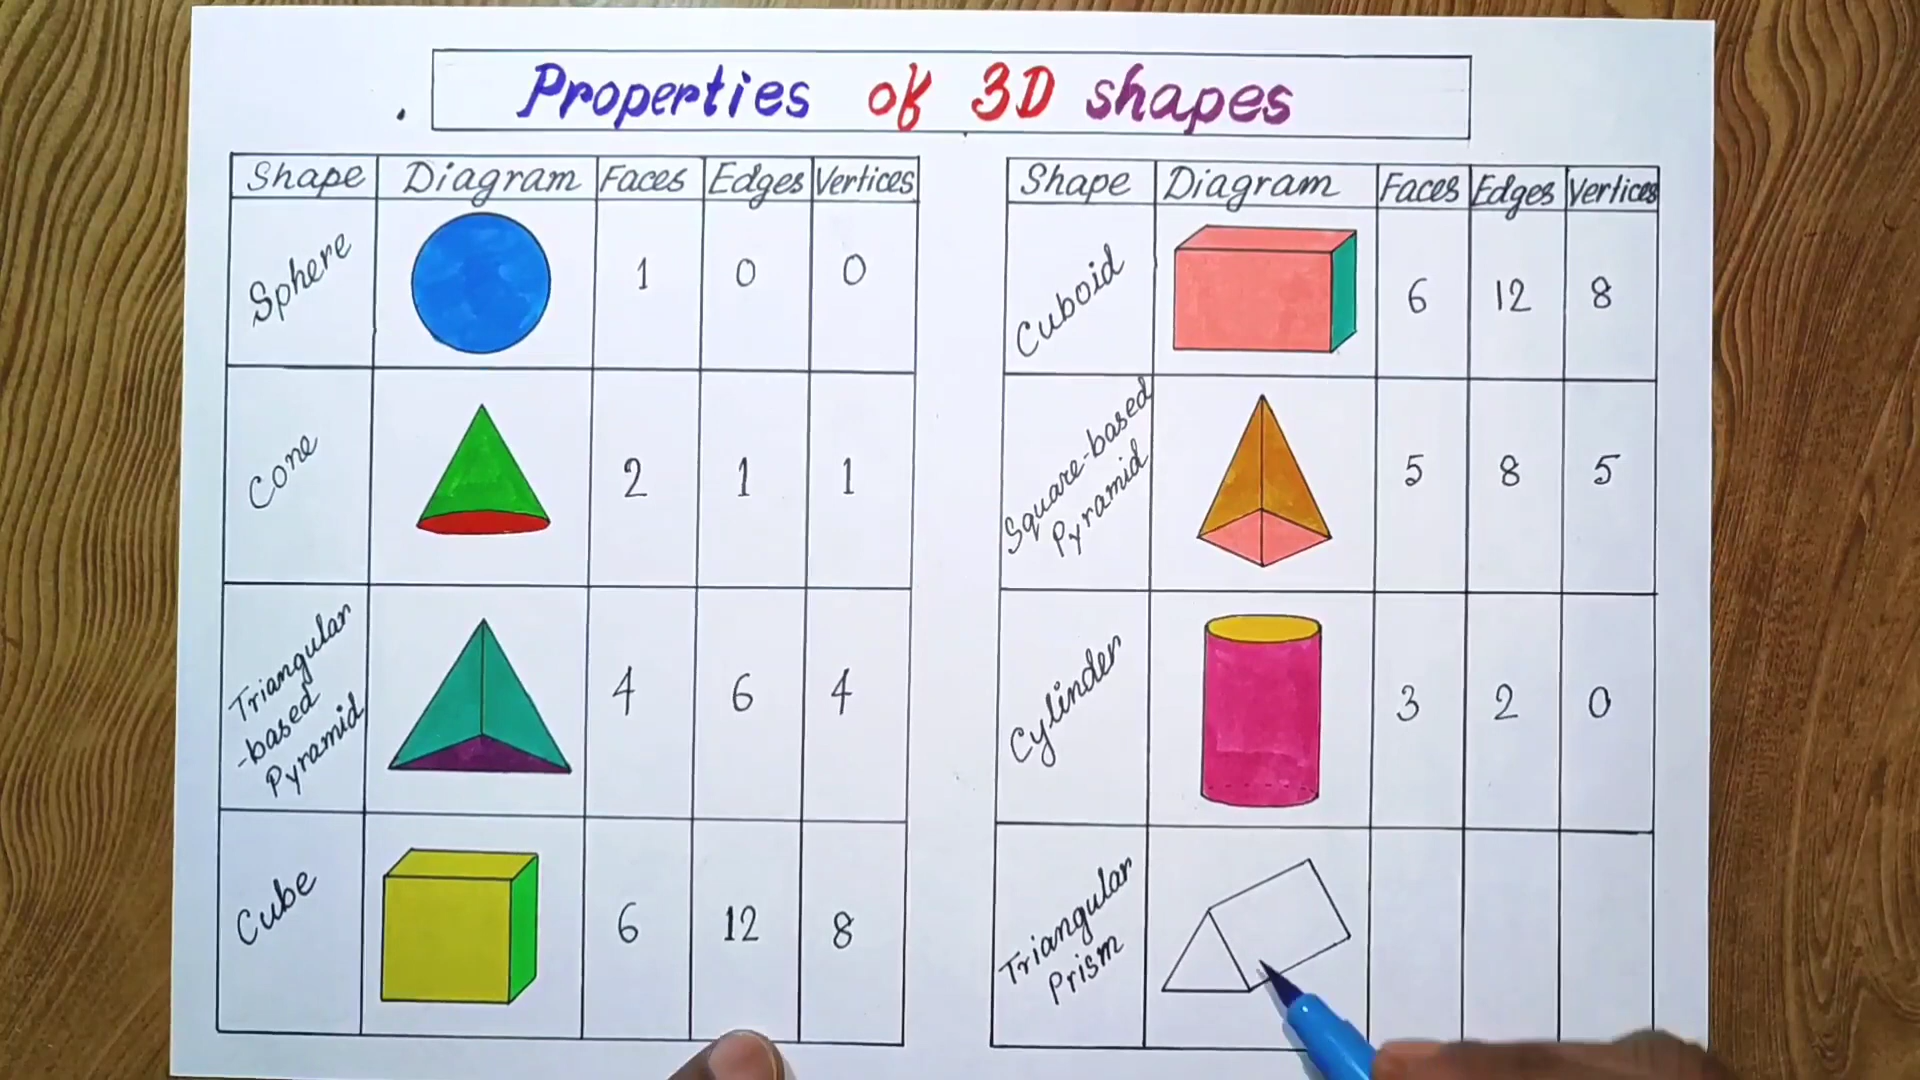 Properties of 3D shapes
Shape Diagram Faces Edges Vertices
Sphere 1 0 0
Cone 2 1 1
Triangular
-based
Pyramid
4 6 4
Cube 6 12 8
Shape Diagram Faces Edges Vertices
Cuboid 6 12 8
Square-based
Pyramid
5 8 5
Cylinder 3 2 0
Triangular
Prism